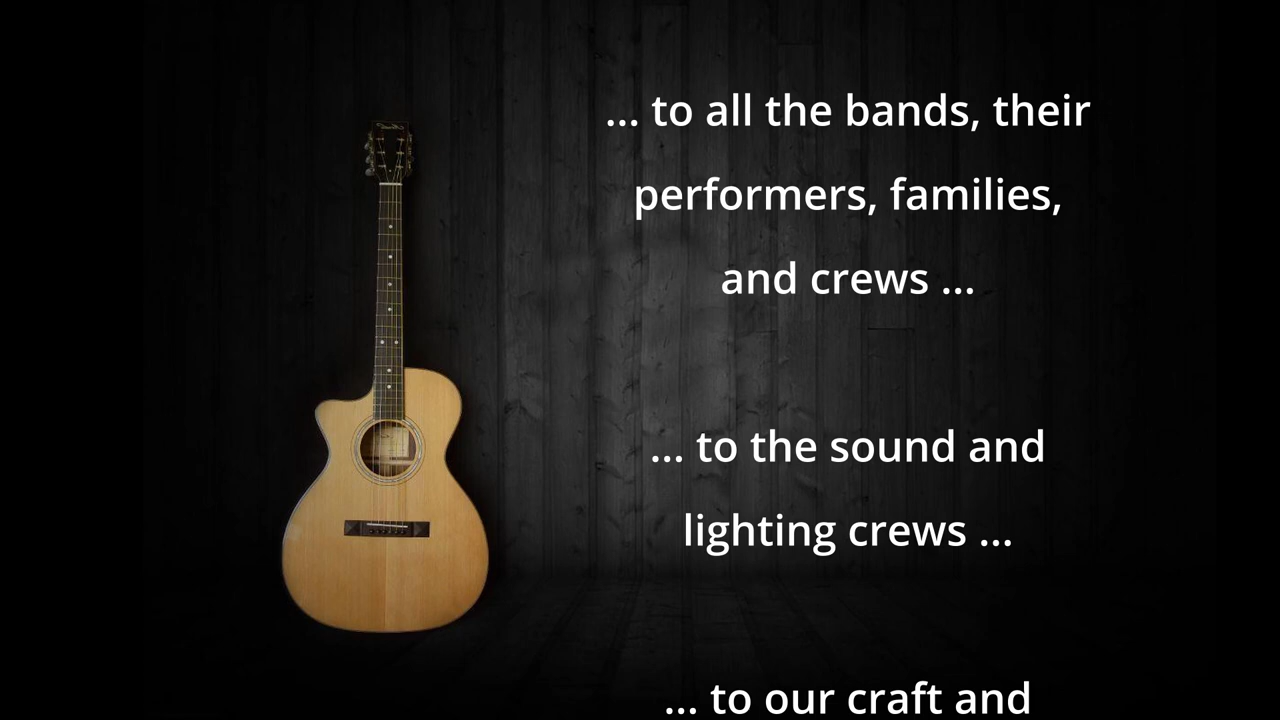 ... to all the bands, their
performers, families,
and crews ...
... to the sound and
lighting crews ...
... to our craft and